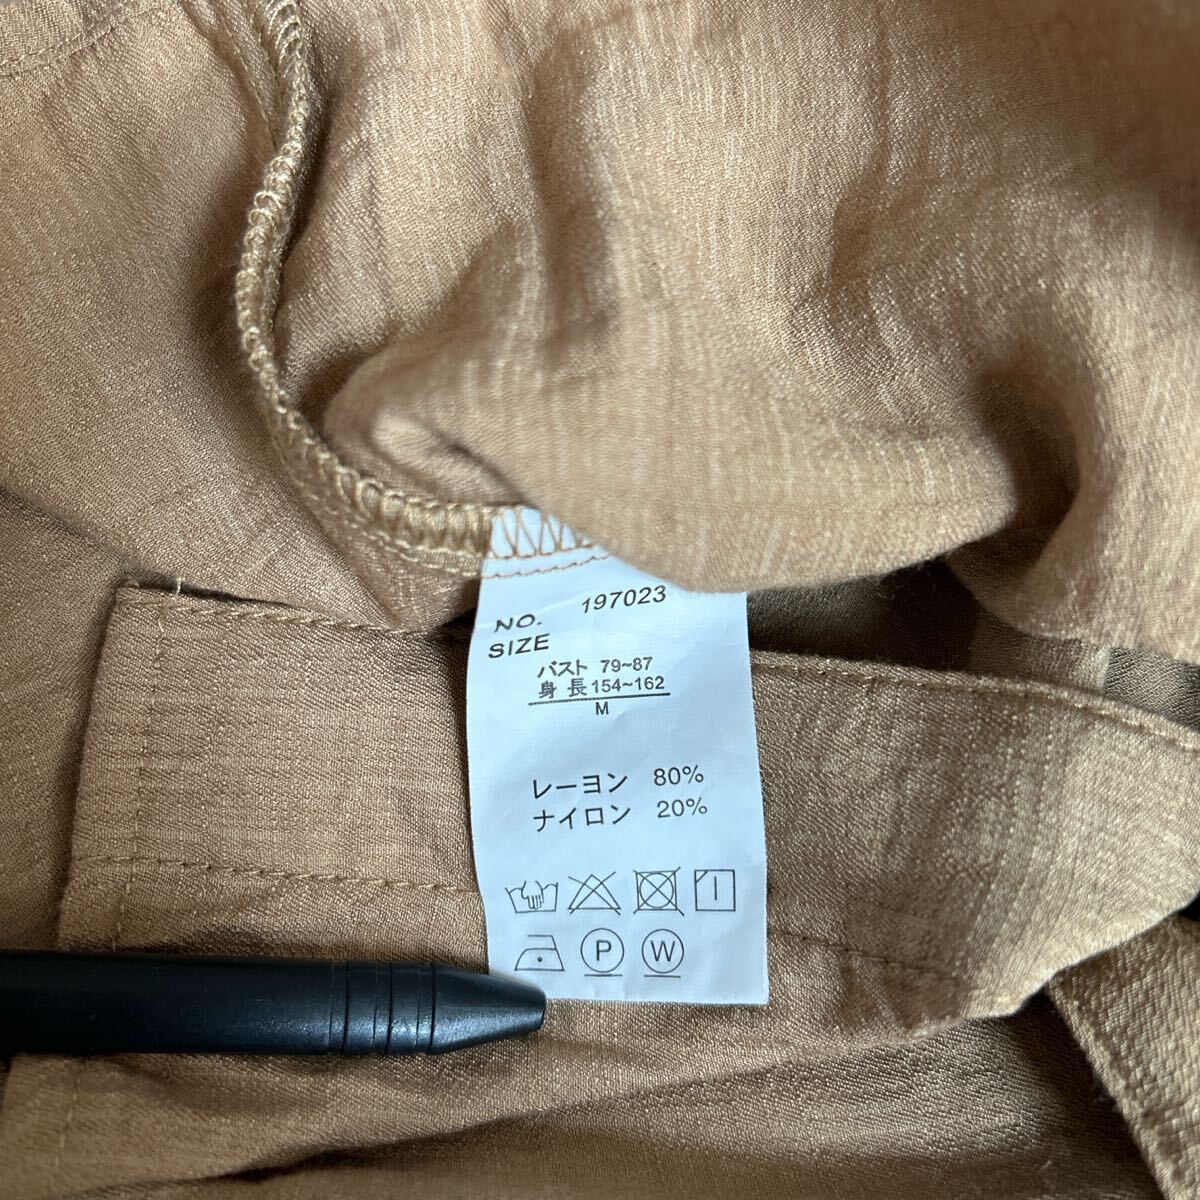 NO. 197023
SIZE
バスト 79~87
身 長 154~162
M
レーヨン 80%
ナイロン 20%
P W